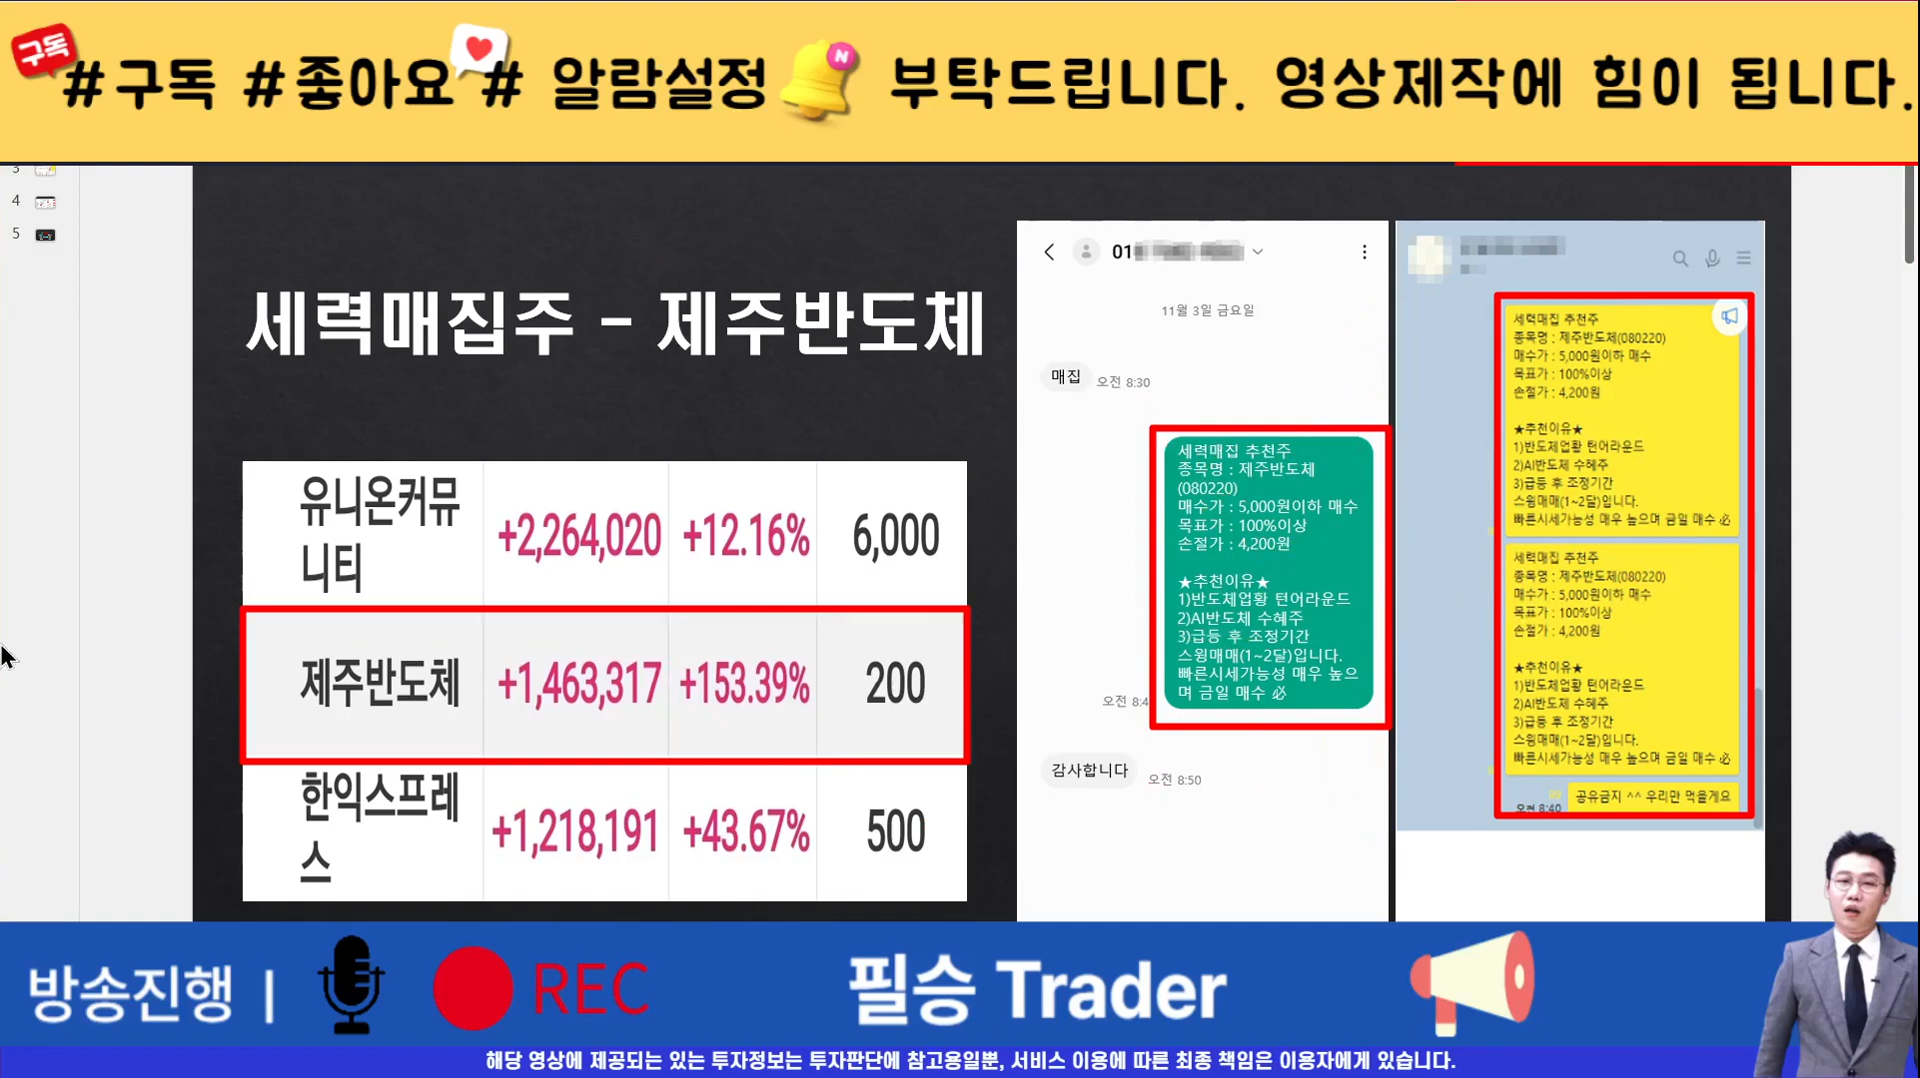 구독
#구독 #좋아요 # 알람설정 N 부탁드립니다. 영상제작에 힘이 됩니다.
3
4
5
세력매집주 - 제주반도체
유니온커뮤
니티
+2,264,020 +12.16% 6,000
제주반도체 +1,463,317 +153.39% 200
한익스프레
스
+1,218,191 +43.67% 500
01
11월 3일 금요일
매집
오전 8:30
세력매집 추천주
종목명 : 제주반도체
(080220)
매수가 : 5,000원이하 매수
목표가 : 100%이상
손절가 : 4,200원
★추천이유★
1)반도체업황 턴어라운드
2)AI반도체 수혜주
3)급등 후 조정기간
스윙매매(1~2달)입니다.
빠른시세가능성 매우 높으
며 금일 매수 必
오전 8:4
감사합니다
오전 8:50
세력매집 추천주
종목명 : 제주반도체(080220)
매수가 : 5,000원이하 매수
목표가 : 100%이상
손절가 : 4,200원
★추천이유★
1)반도체업황 턴어라운드
2)AI반도체 수혜주
3)급등 후 조정기간
스윙매매(1~2달)입니다.
빠른시세가능성 매우 높으며 금일 매수 必
세력매집 추천주
종목명 : 제주반도체(080220)
매수가 : 5,000원이하 매수
목표가 : 100%이상
손절가 : 4,200원
★추천이유★
1)반도체업황 턴어라운드
2)AI반도체 수혜주
3)급등 후 조정기간
스윙매매(1~2달)입니다.
빠른시세가능성 매우 높으며 금일 매수 必
공유금지 ^^ 우리만 먹을게요
오전 8:40
방송진행 | REC 필승 Trader
해당 영상에 제공되는 있는 투자정보는 투자판단에 참고용일뿐, 서비스 이용에 따른 최종 책임은 이용자에게 있습니다.